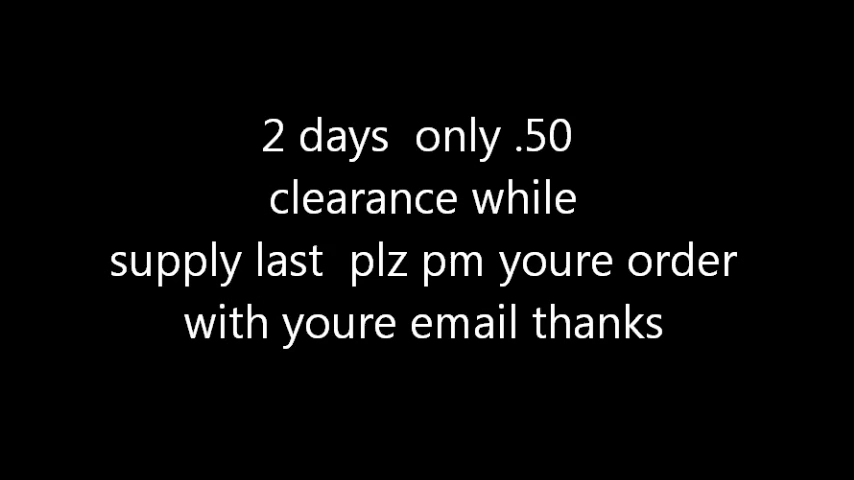 2 days  only .50
clearance while
supply last  plz pm youre order
with youre email thanks